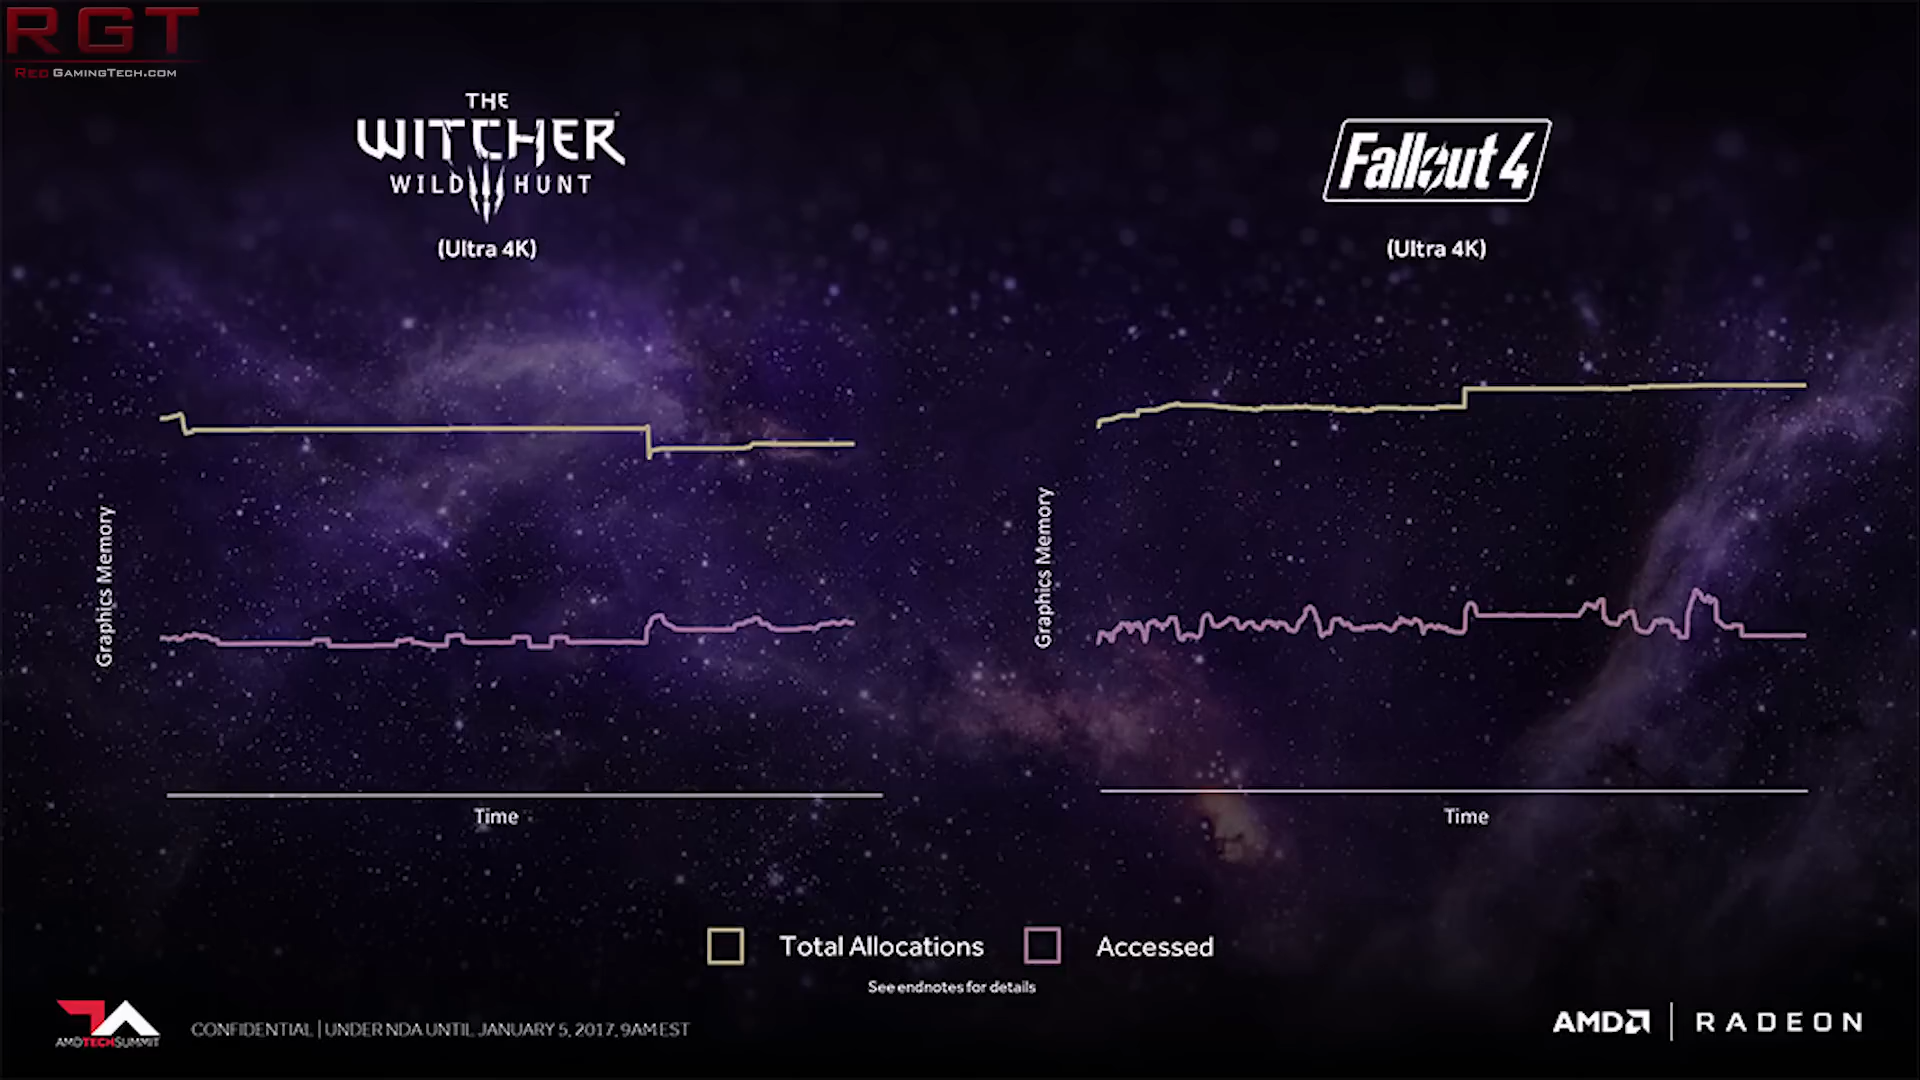 RGT
RED GAMINGTECH.COM
THE
WITCHER
WILD HUNT
(Ultra 4K)
Fallout 4
(Ultra 4K)
Graphics Memory
Graphics Memory
Time
Time
Total Allocations
Accessed
See endnotes for details
AMDTECHSUMMIT
CONFIDENTIAL | UNDER NDA UNTIL JANUARY 5, 2017, 9AM EST
AMD
RADEON